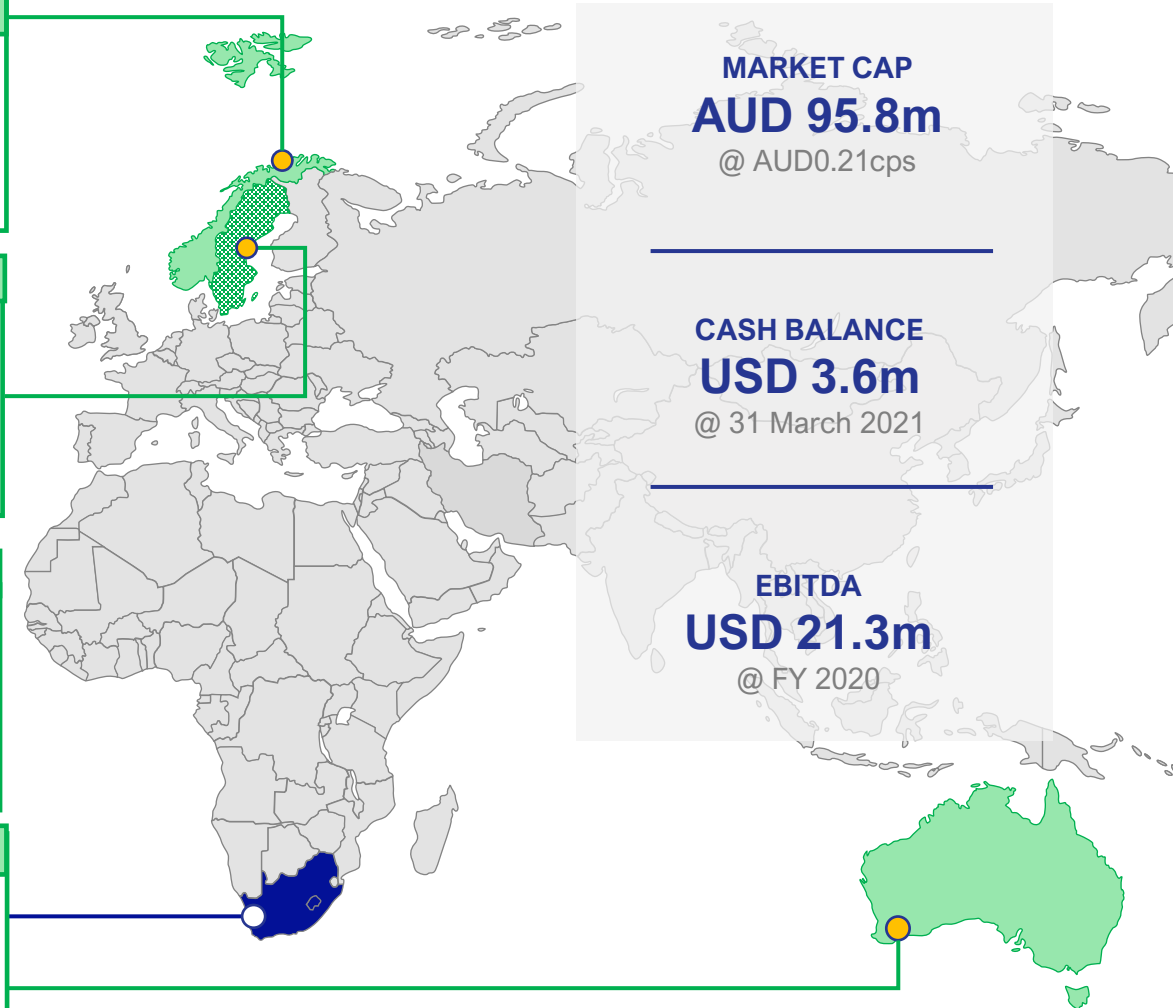 MARKET CAP
AUD 95.8m
@ AUD0.21cps
CASH BALANCE
USD 3.6m
@ 31 March 2021
EBITDA
USD 21.3m
@ FY 2020